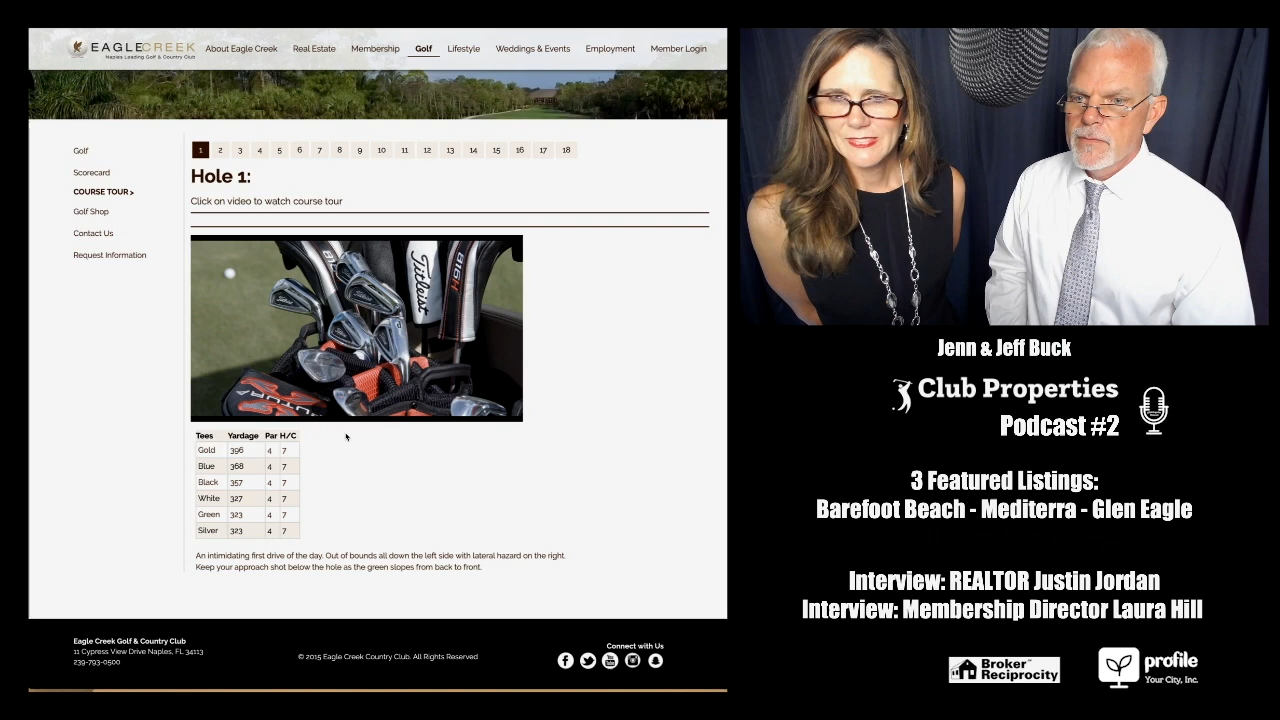 EAGLECREEK
Naples Leading Golf & Country Club
About Eagle Creek
Real Estate
Membership
Golf
Lifestyle
Weddings & Events
Employment
Member Login
Golf
Scorecard
COURSE TOUR >
Golf Shop
Contact Us
Request Information
1 2 3 4 5 6 7 8 9 10 11 12 13 14 15 16 17 18
Hole 1:
Click on video to watch course tour
Titleist
Tees Yardage Par H/C
Gold 396 4 7
Blue 368 4 7
Black 357 4 7
White 327 4 7
Green 323 4 7
Silver 323 4 7
An intimidating first drive of the day. Out of bounds all down the left side with lateral hazard on the right.
Keep your approach shot below the hole as the green slopes from back to front.
Eagle Creek Golf & Country Club
11 Cypress View Drive Naples, FL 34113
239-793-0500
© 2015 Eagle Creek Country Club. All Rights Reserved
Connect with Us
You
Tube
Jenn & Jeff Buck
Club Properties
Podcast #2
3 Featured Listings:
Barefoot Beach - Mediterra - Glen Eagle
Interview: REALTOR Justin Jordan
Interview: Membership Director Laura Hill
Broker
Reciprocity
profile
Your City, Inc.